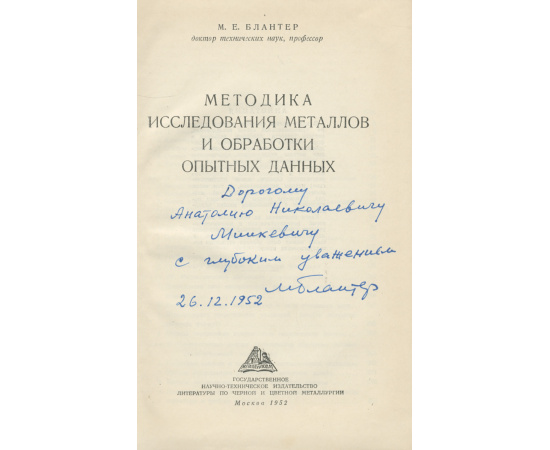 М. Е. БЛАНТЕР
доктор технических наук, профессор
МЕТОДИКА
ИССЛЕДОВАНИЯ МЕТАЛЛОВ
И ОБРАБОТКИ
ОПЫТНЫХ ДАННЫХ
Дорогому
Анатолию Николаевичу
Минкевичу
с глубоким уважением
МБлантер
26.12.1952
ГОСУДАРСТВЕННОЕ
НАУЧНО-ТЕХНИЧЕСКОЕ ИЗДАТЕЛЬСТВО
ЛИТЕРАТУРЫ ПО ЧЕРНОЙ И ЦВЕТНОЙ МЕТАЛЛУРГИИ
Москва 1952